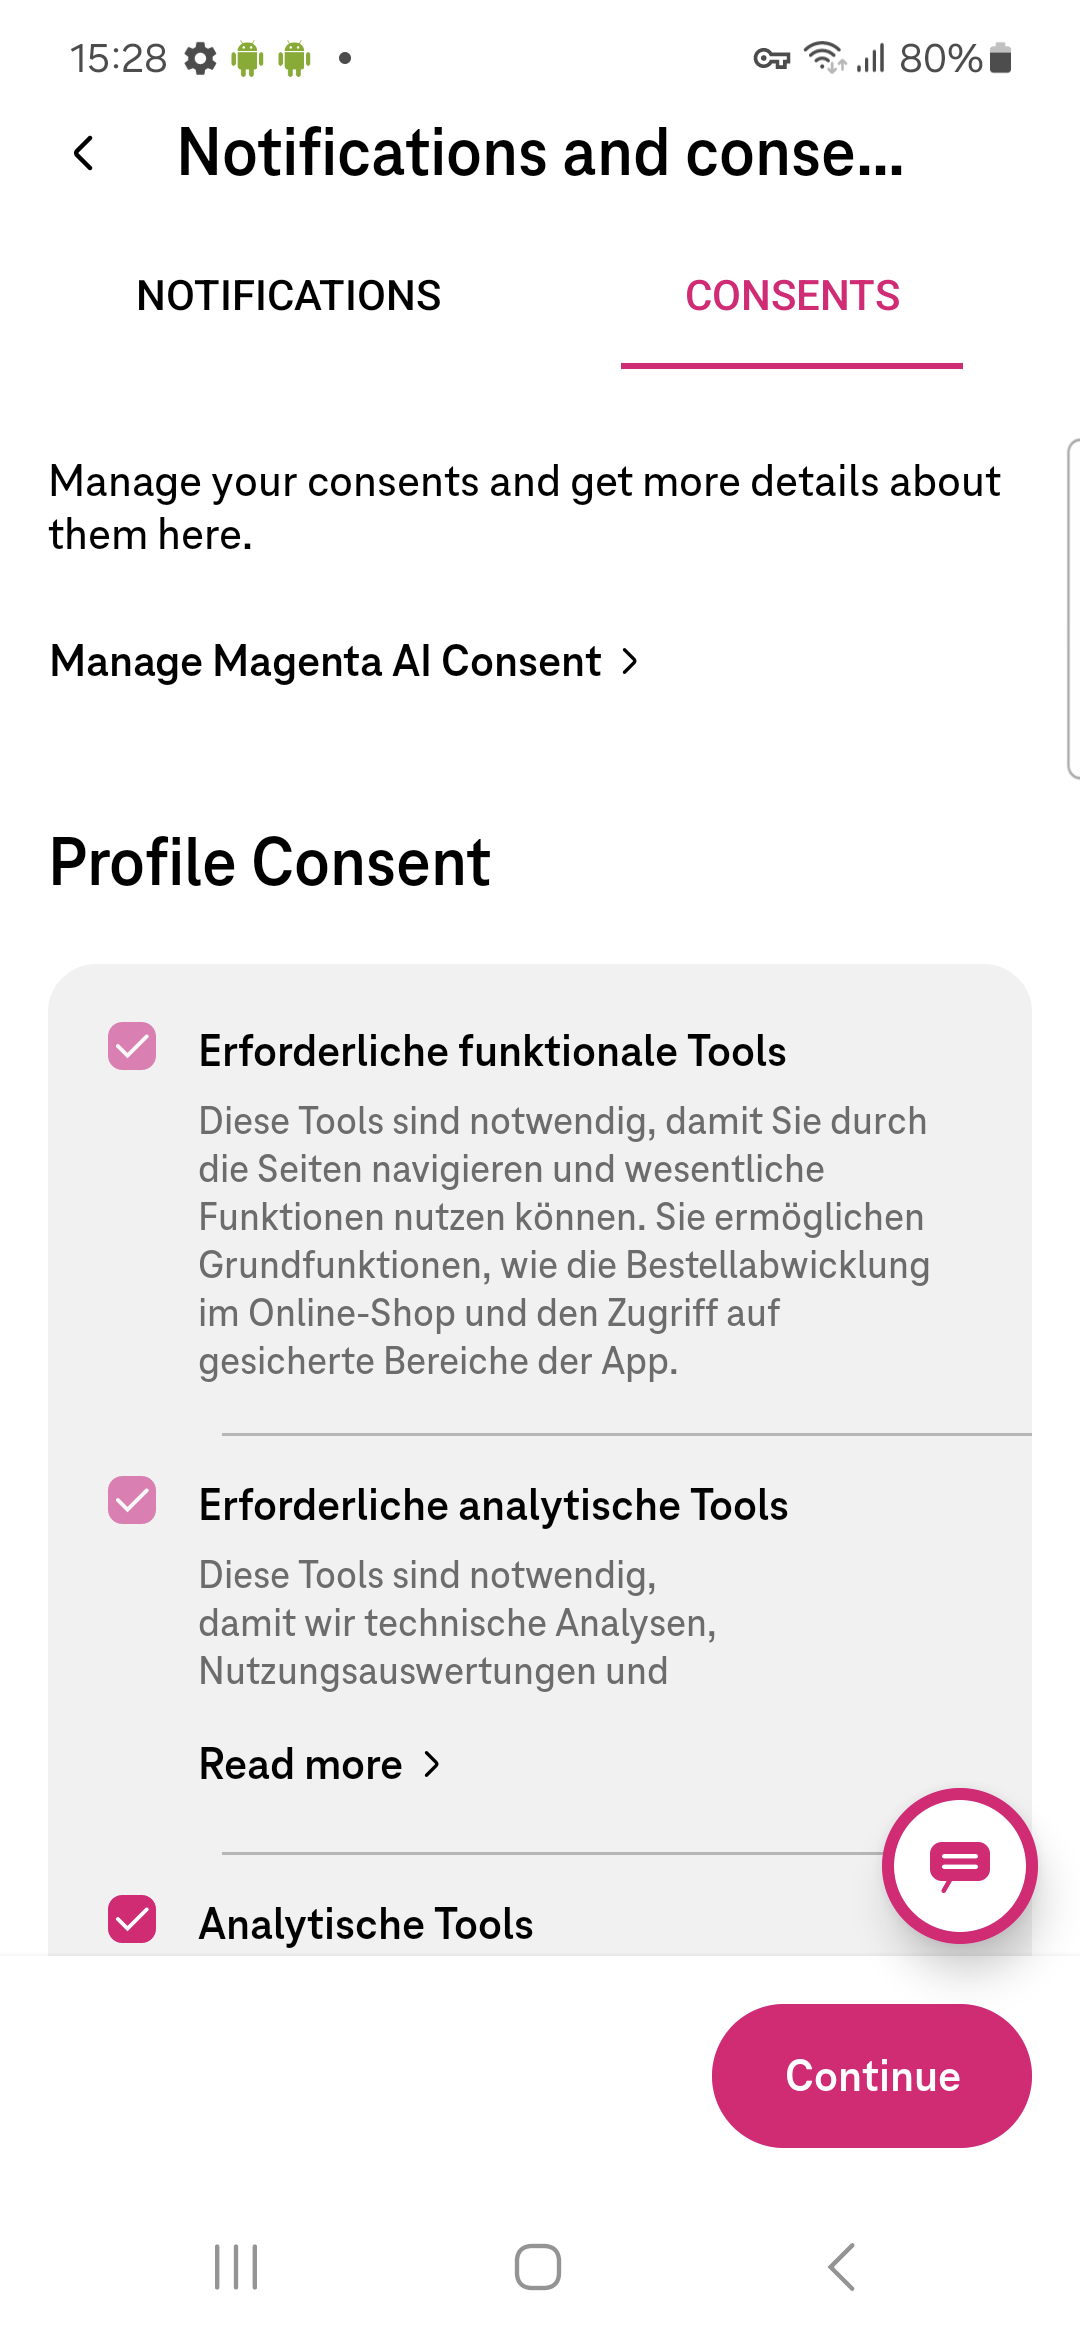 15:28
80%
Notifications and conse...
NOTIFICATIONS
CONSENTS
Manage your consents and get more details about
them here.
Manage Magenta AI Consent
Profile Consent
Erforderliche funktionale Tools
Diese Tools sind notwendig, damit Sie durch
die Seiten navigieren und wesentliche
Funktionen nutzen können. Sie ermöglichen
Grundfunktionen, wie die Bestellabwicklung
im Online-Shop und den Zugriff auf
gesicherte Bereiche der App.
Erforderliche analytische Tools
Diese Tools sind notwendig,
damit wir technische Analysen,
Nutzungsauswertungen und
Read more
Analytische Tools
Continue